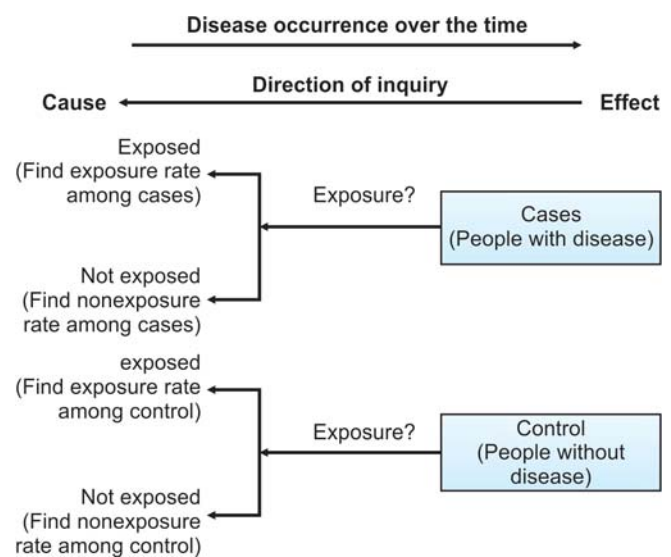 Disease occurrence over the time
Direction of inquiry
Cause
Effect
Exposed
(Find exposure rate
among cases)
Exposure?
Cases
(People with disease)
Not exposed
(Find nonexposure
rate among cases)
exposed
(Find exposure rate
among control)
Exposure?
Control
(People without
disease)
Not exposed
(Find nonexposure
rate among control)